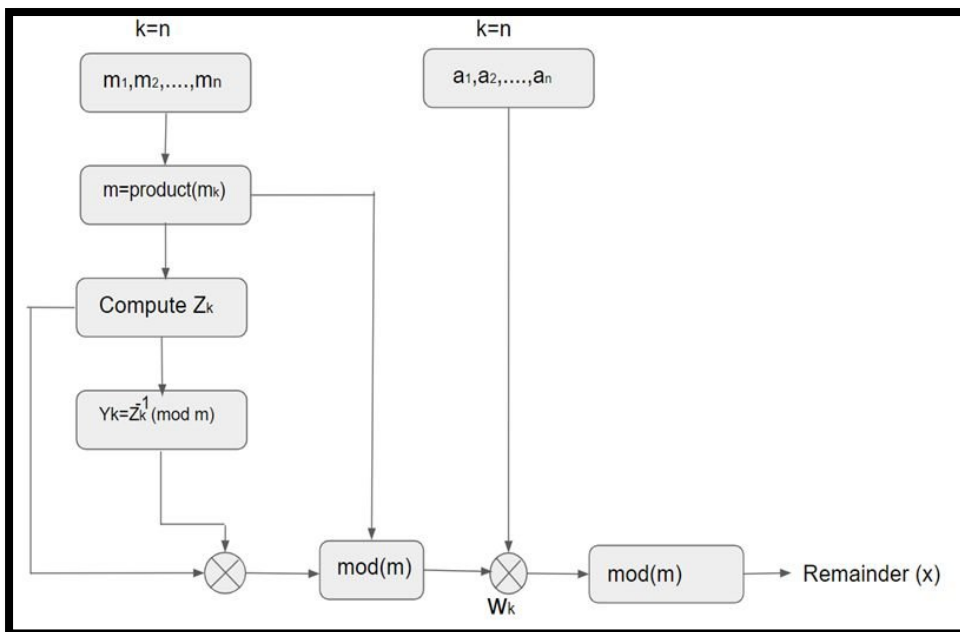 k=n
k=n
m₁,m₂,....,mₙ
a₁,a₂,....,aₙ
m=product(mₖ)
Compute Zₖ
Yk=Zₖ⁻¹ (mod m)
mod(m)
Wₖ
mod(m)
Remainder (x)